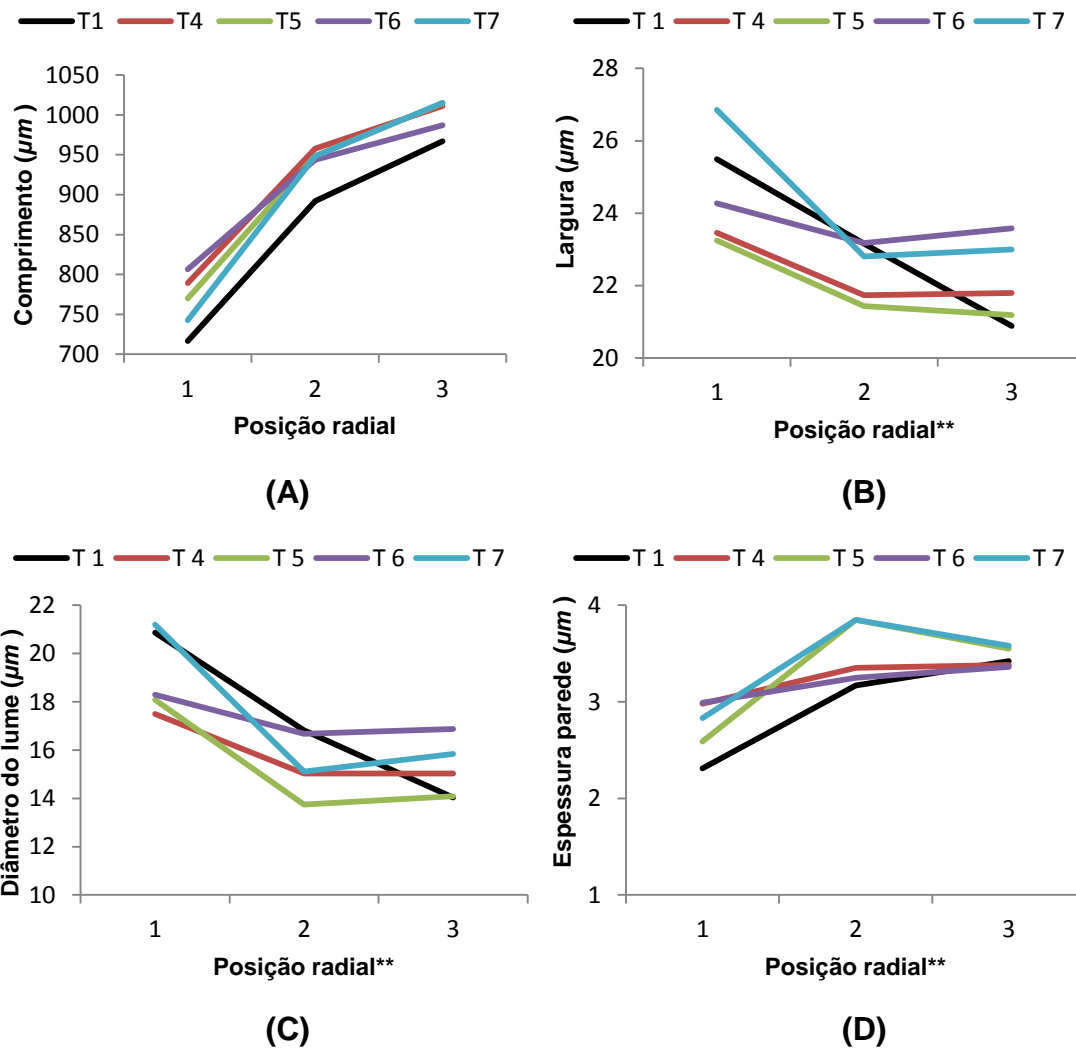 T1 T4 T5 T6 T7
Comprimento (µm )
1050
1000
950
900
850
800
750
700
1 2 3
Posição radial
(A)
T 1 T 4 T 5 T 6 T 7
Largura (µm )
28
26
24
22
20
1 2 3
Posição radial**
(B)
T 1 T 4 T 5 T 6 T 7
Diâmetro do lume (µm )
22
20
18
16
14
12
10
1 2 3
Posição radial**
(C)
T 1 T 4 T 5 T 6 T 7
Espessura parede (µm )
4
3
2
1
1 2 3
Posição radial**
(D)